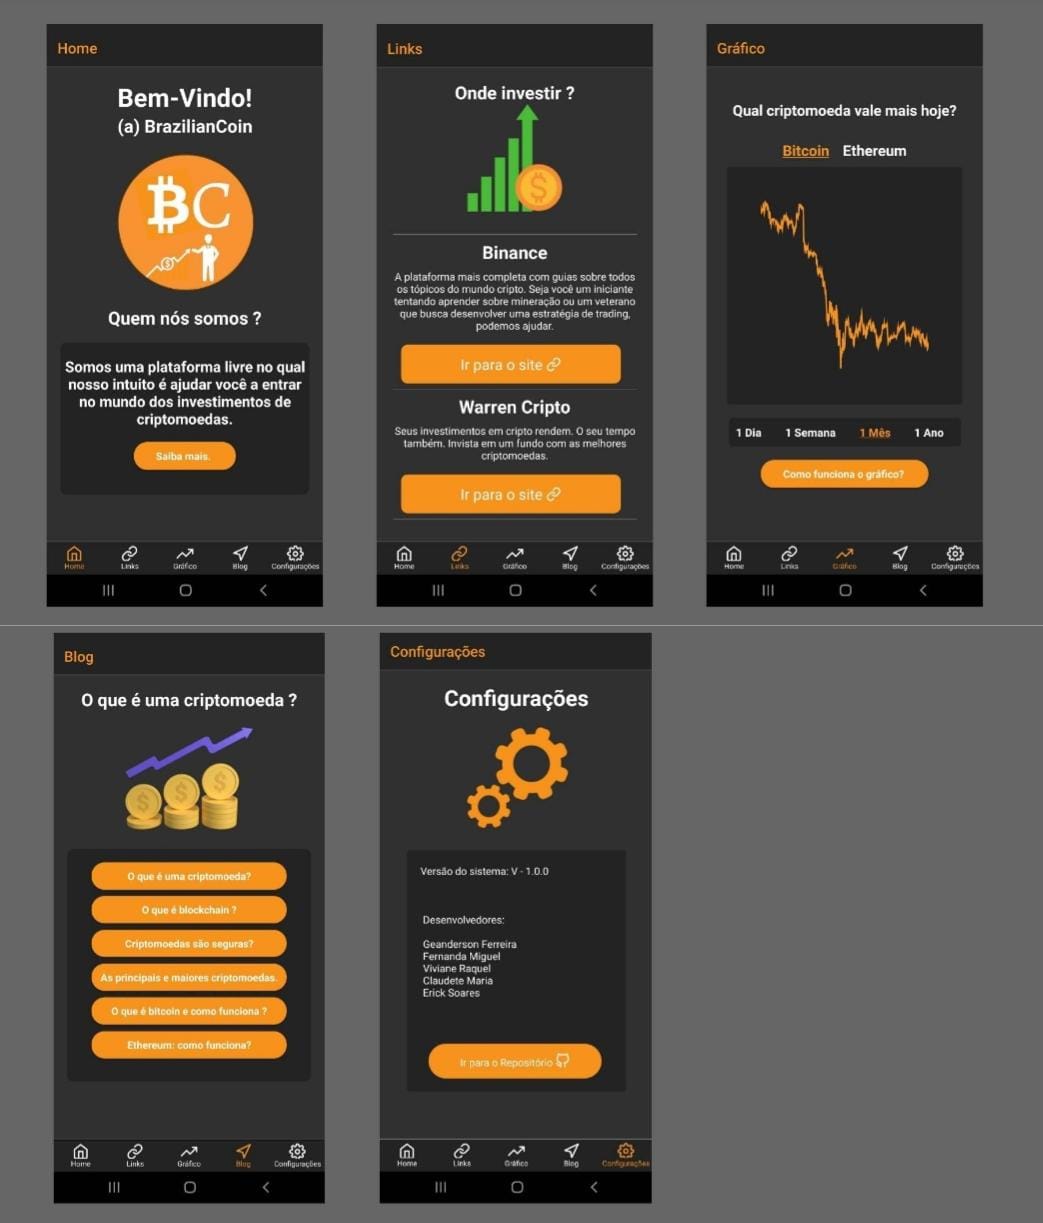 Home
Bem-Vindo!
(a) BrazilianCoin
BC
Quem nós somos ?
Somos uma plataforma livre no qual
nosso intuito é ajudar você a entrar
no mundo dos investimentos de
criptomoedas.
Saiba mais.
Home Links Gráfico Blog Configurações
Links
Onde investir ?
$
Binance
A plataforma mais completa com guias sobre todos
os tópicos do mundo cripto. Seja você um iniciante
tentando aprender sobre mineração ou um veterano
que busca desenvolver uma estratégia de trading,
podemos ajudar.
Ir para o site
Warren Cripto
Seus investimentos em cripto rendem. O seu tempo
também. Invista em um fundo com as melhores
criptomoedas.
Ir para o site
Home Links Gráfico Blog Configurações
Gráfico
Qual criptomoeda vale mais hoje?
Bitcoin Ethereum
1 Dia 1 Semana 1 Mês 1 Ano
Como funciona o gráfico?
Home Links Gráfico Blog Configurações
Blog
O que é uma criptomoeda ?
$ $ $
O que é uma criptomoeda?
O que é blockchain ?
Criptomoedas são seguras?
As principais e maiores criptomoedas.
O que é bitcoin e como funciona ?
Ethereum: como funciona?
Home Links Gráfico Blog Configurações
Configurações
Configurações
Versão do sistema: V - 1.0.0
Desenvolvedores:
Geanderson Ferreira
Fernanda Miguel
Viviane Raquel
Claudete Maria
Erick Soares
Ir para o Repositório
Home Links Gráfico Blog Configurações